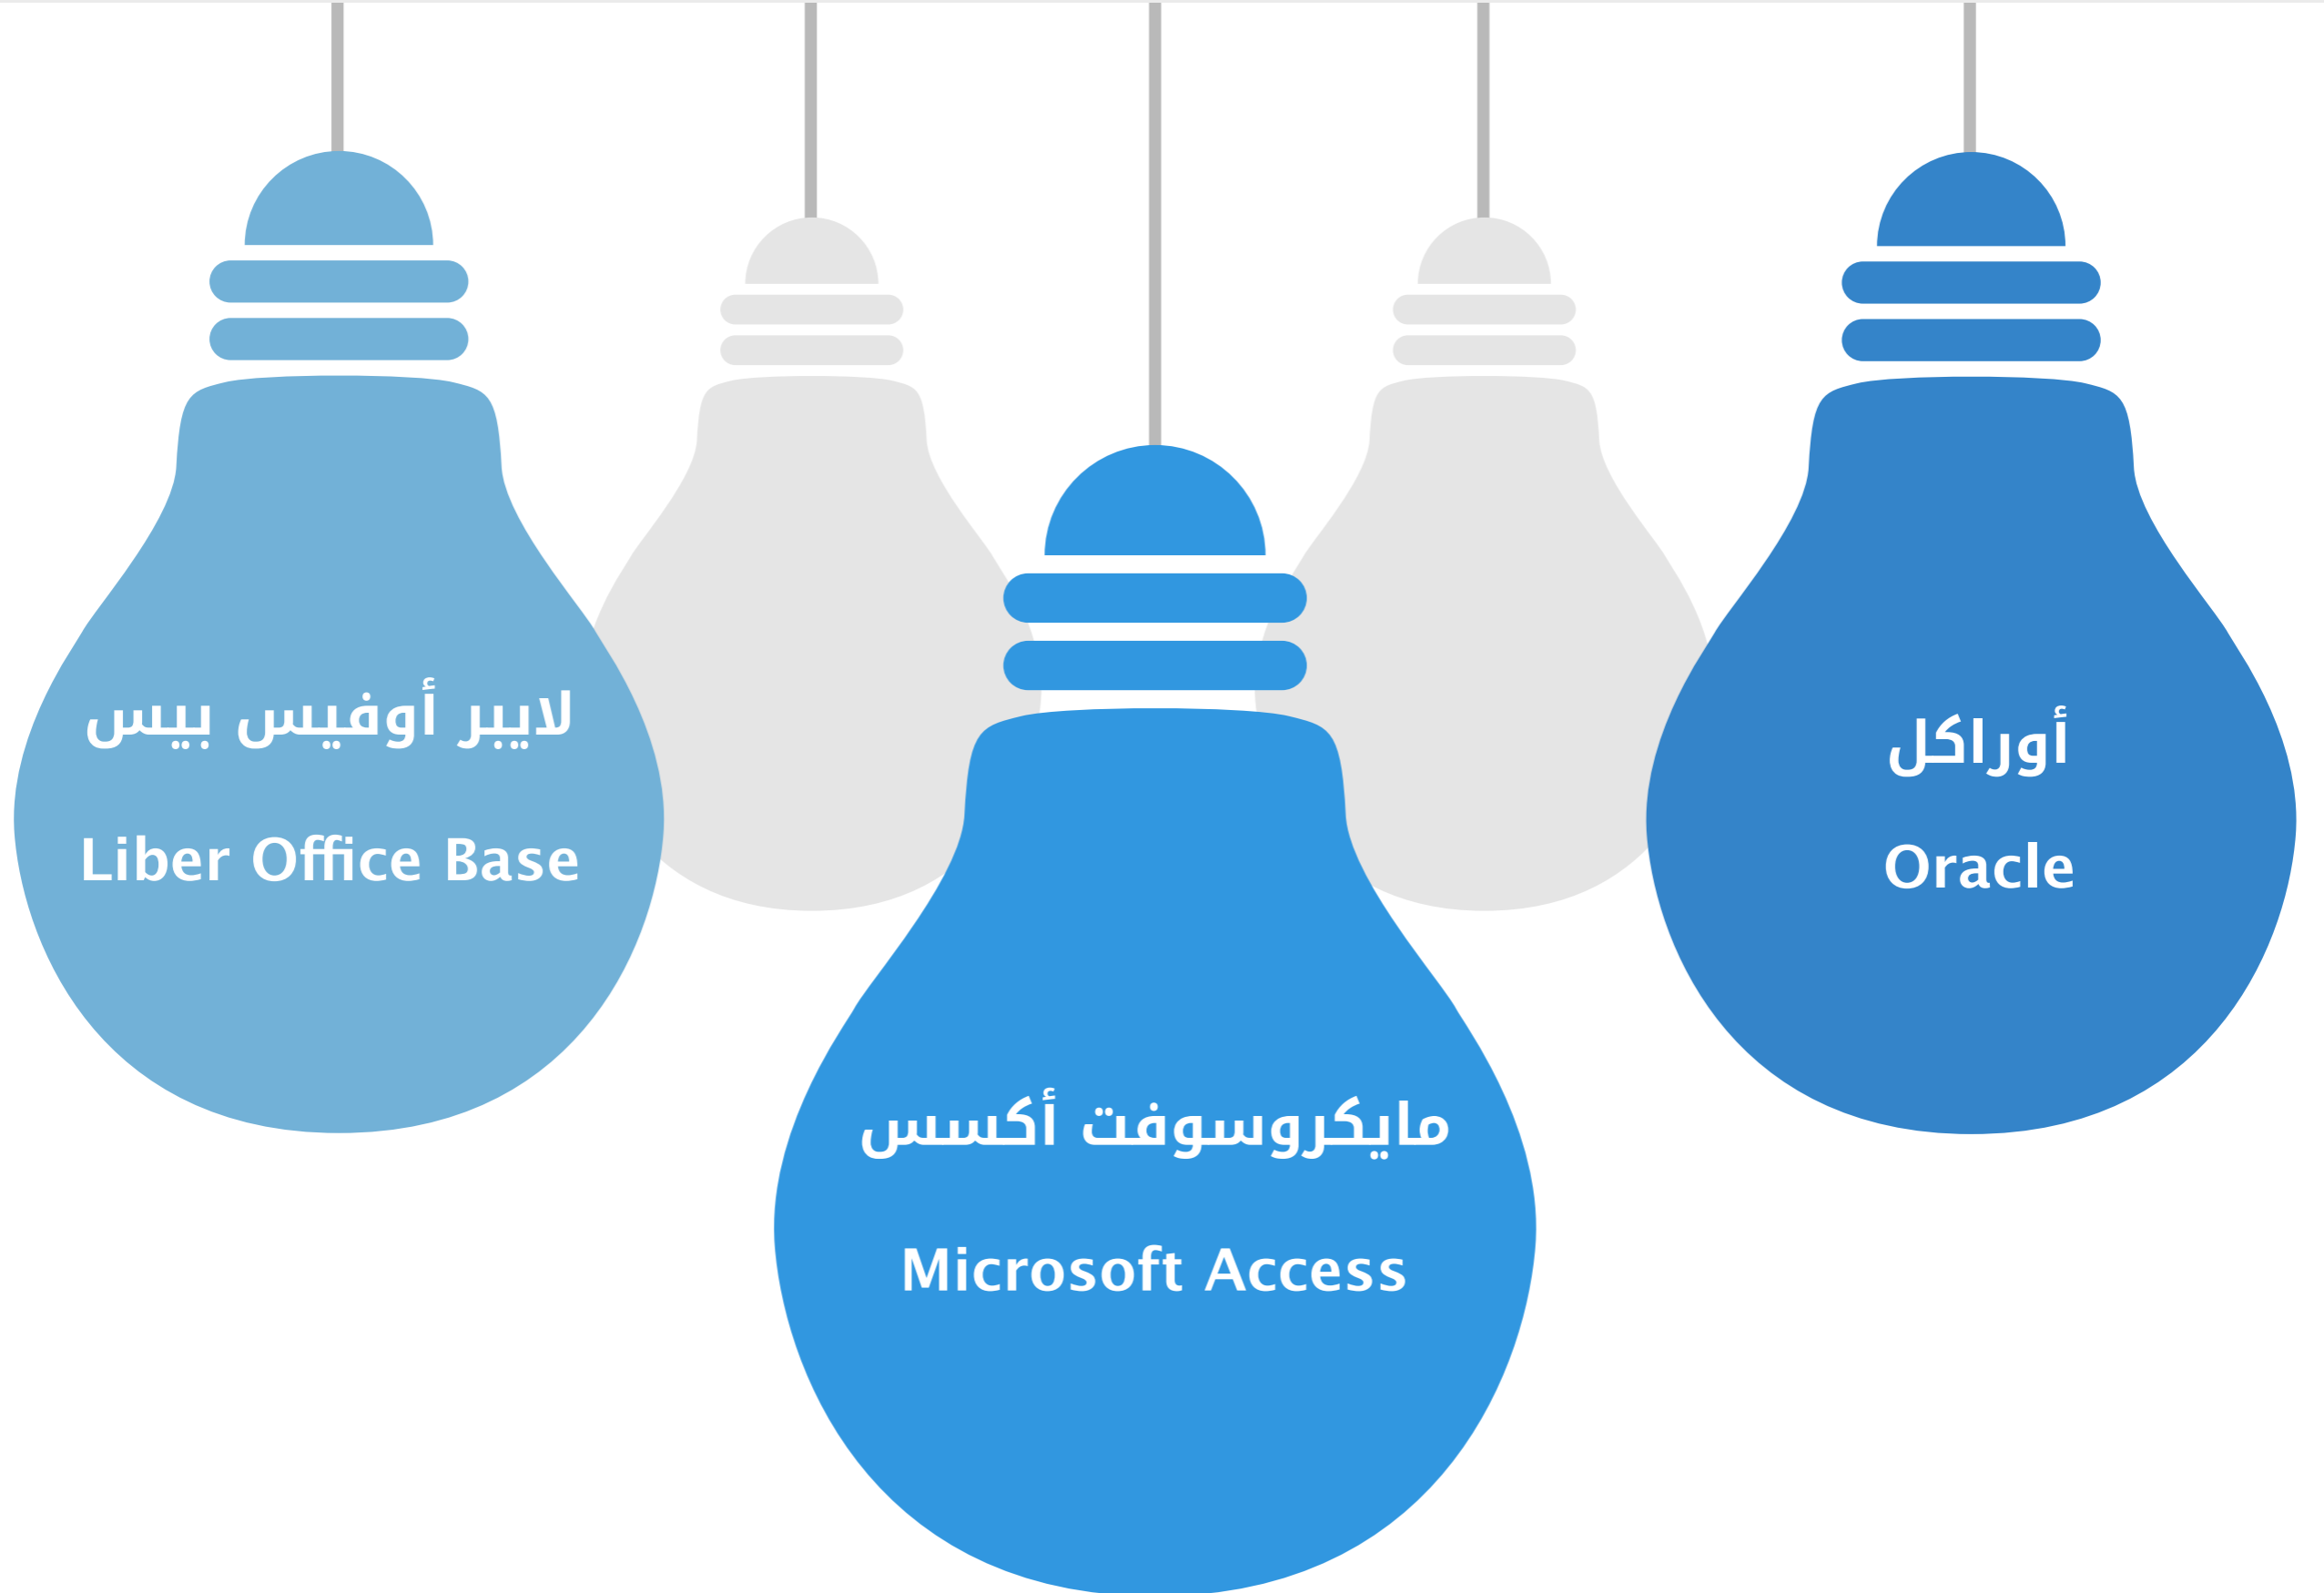 أوراكل
Oracle
مايكروسوفت أكسس
Microsoft Access
لايبر أوفيس بيس
Liber Office Base